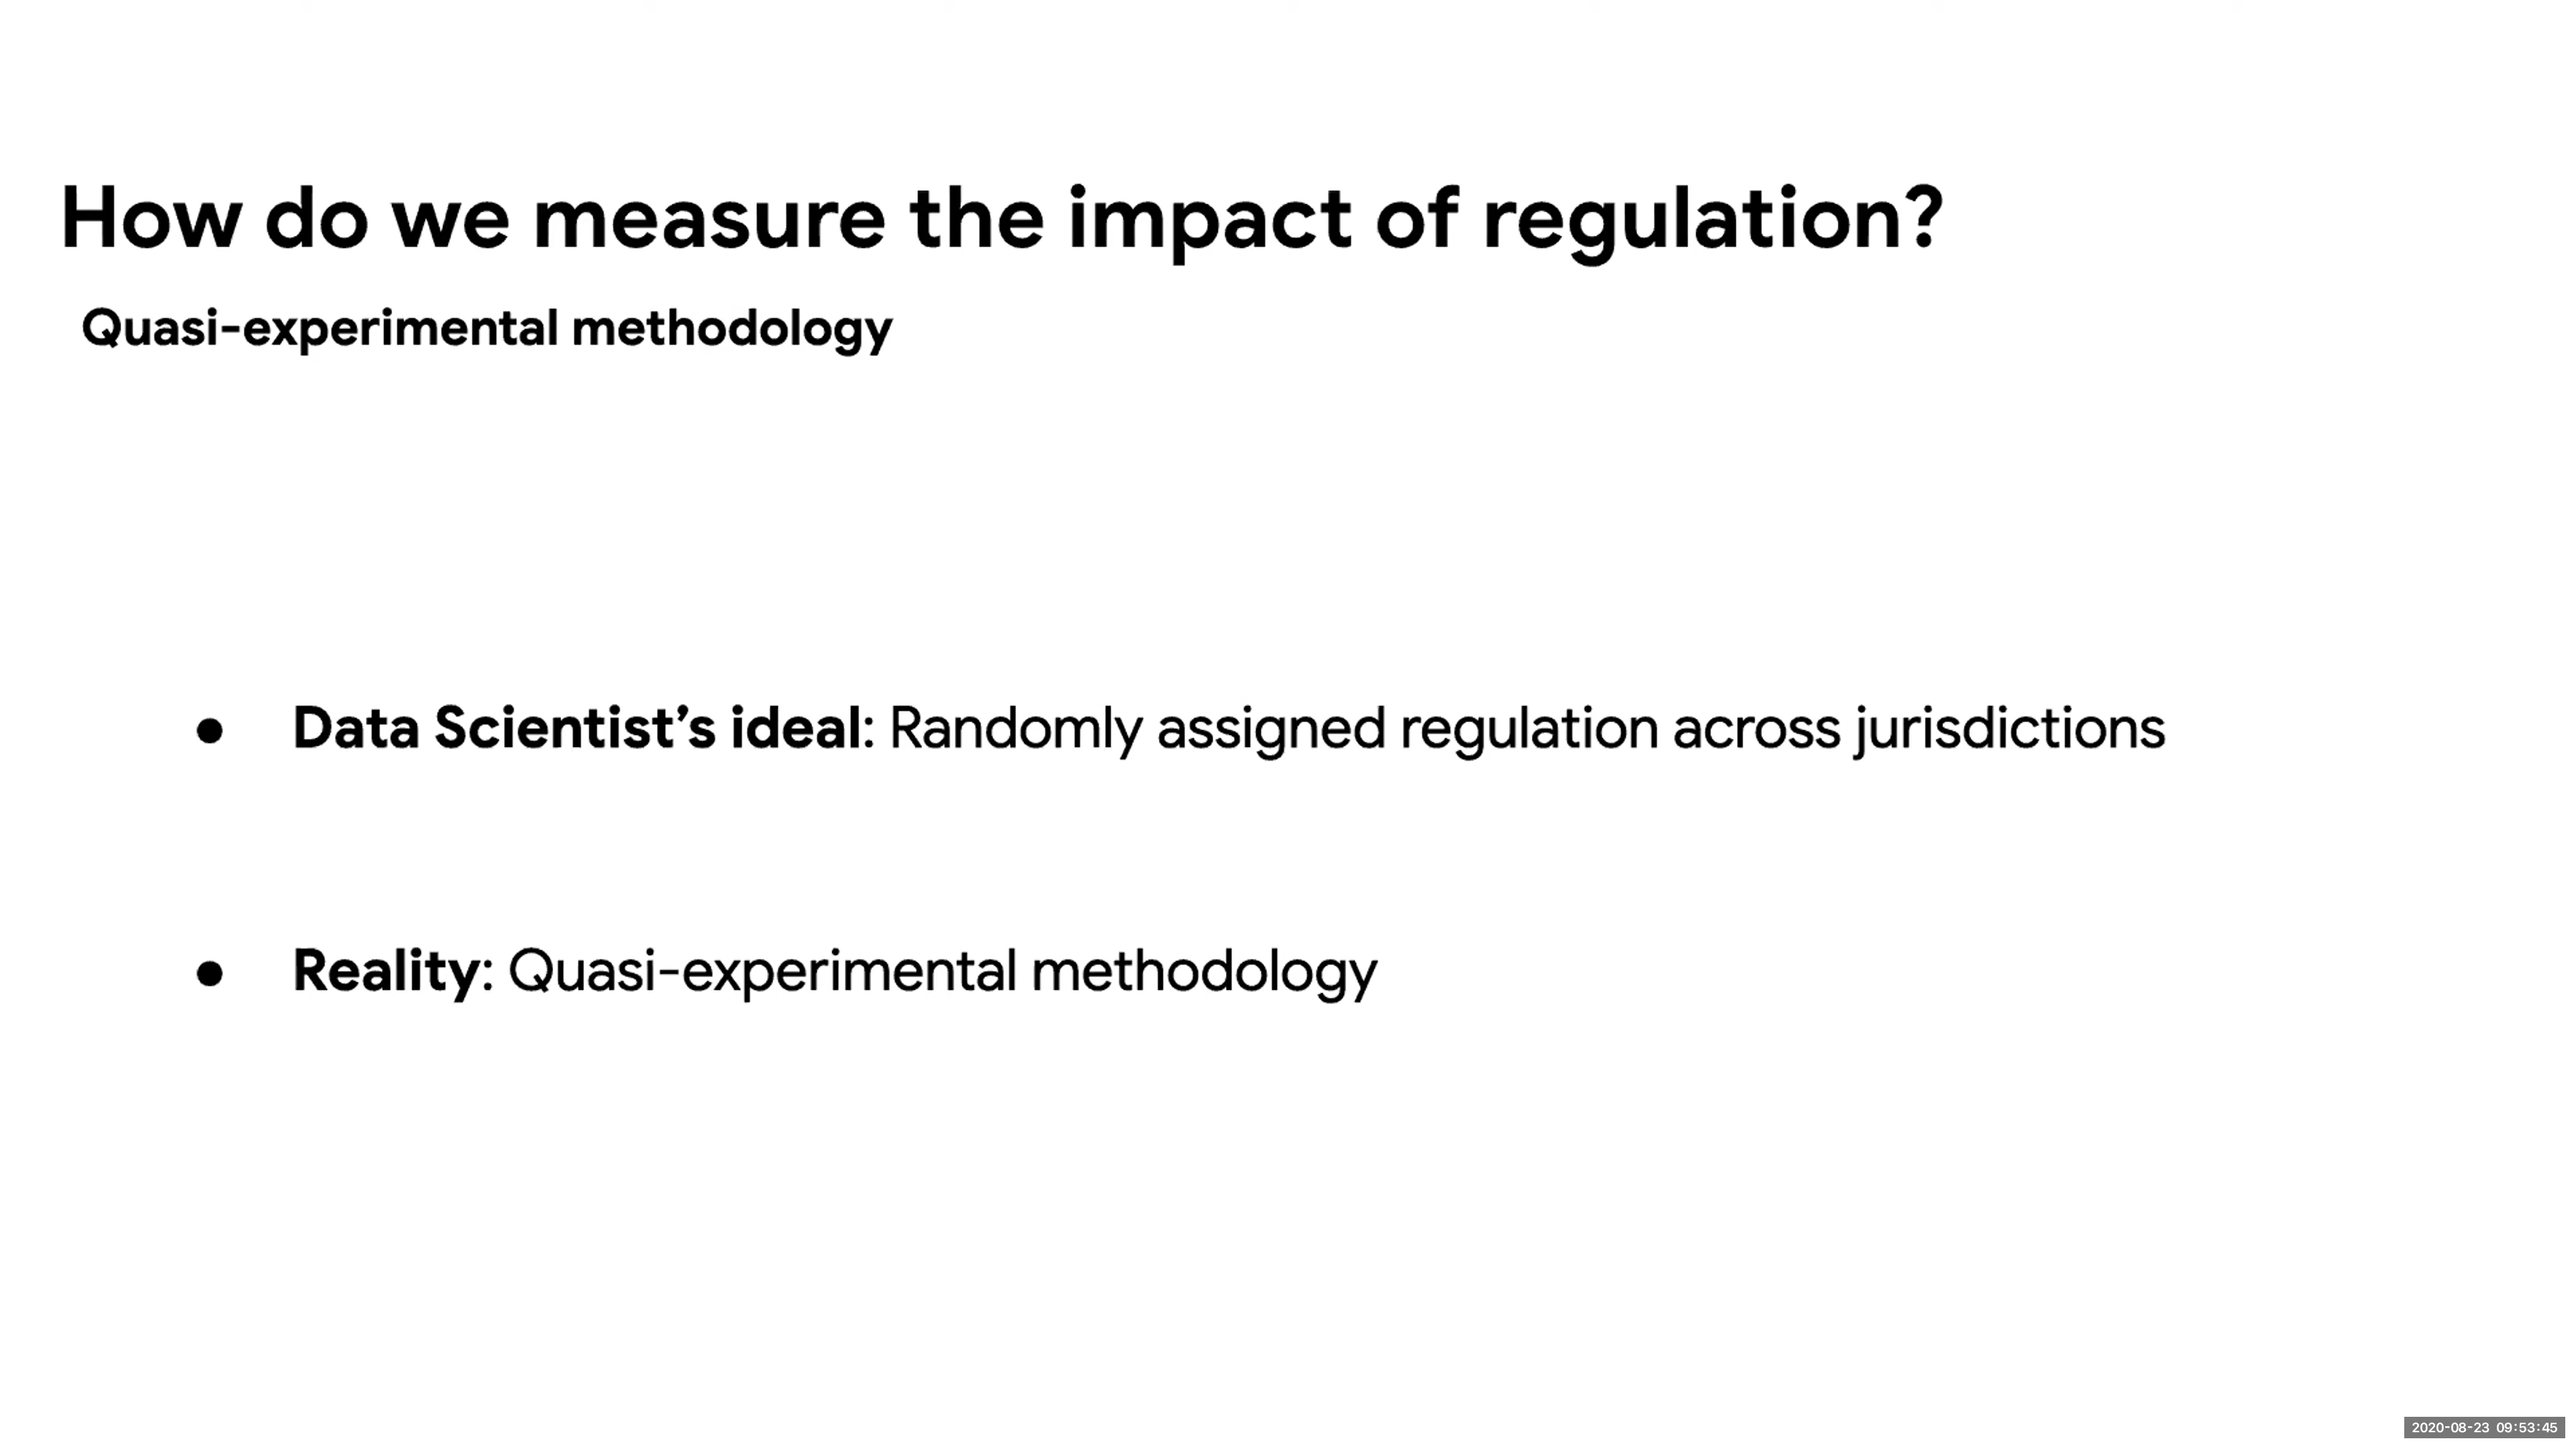 How do we measure the impact of regulation?
Quasi-experimental methodology
● Data Scientist’s ideal: Randomly assigned regulation across jurisdictions
● Reality: Quasi-experimental methodology
2020-08-23 09:53:45